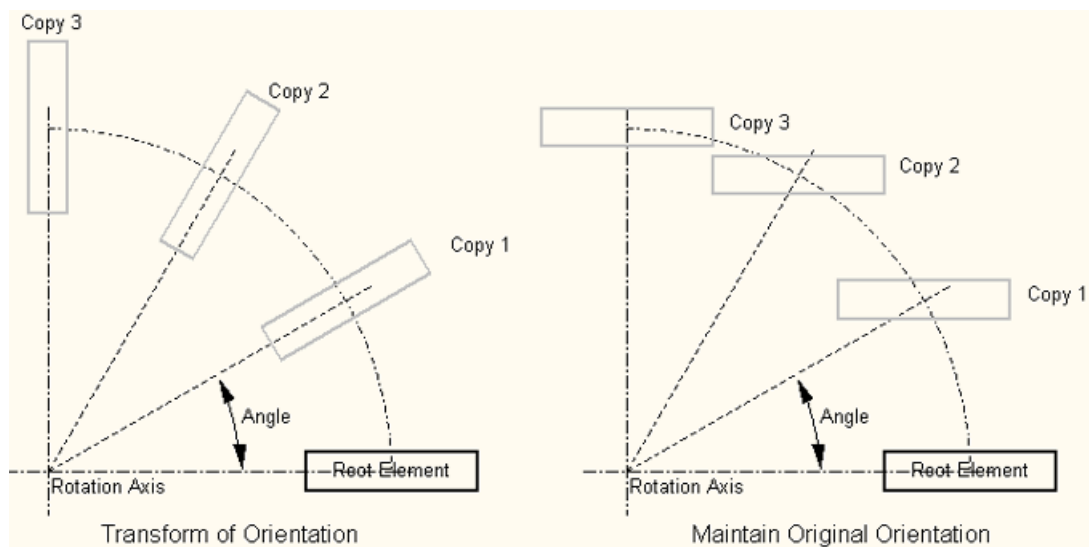 Copy 3
Copy 2
Copy 1
Angle
Root Element
Rotation Axis
Transform of Orientation
Copy 3
Copy 2
Copy 1
Angle
Root Element
Rotation Axis
Maintain Original Orientation